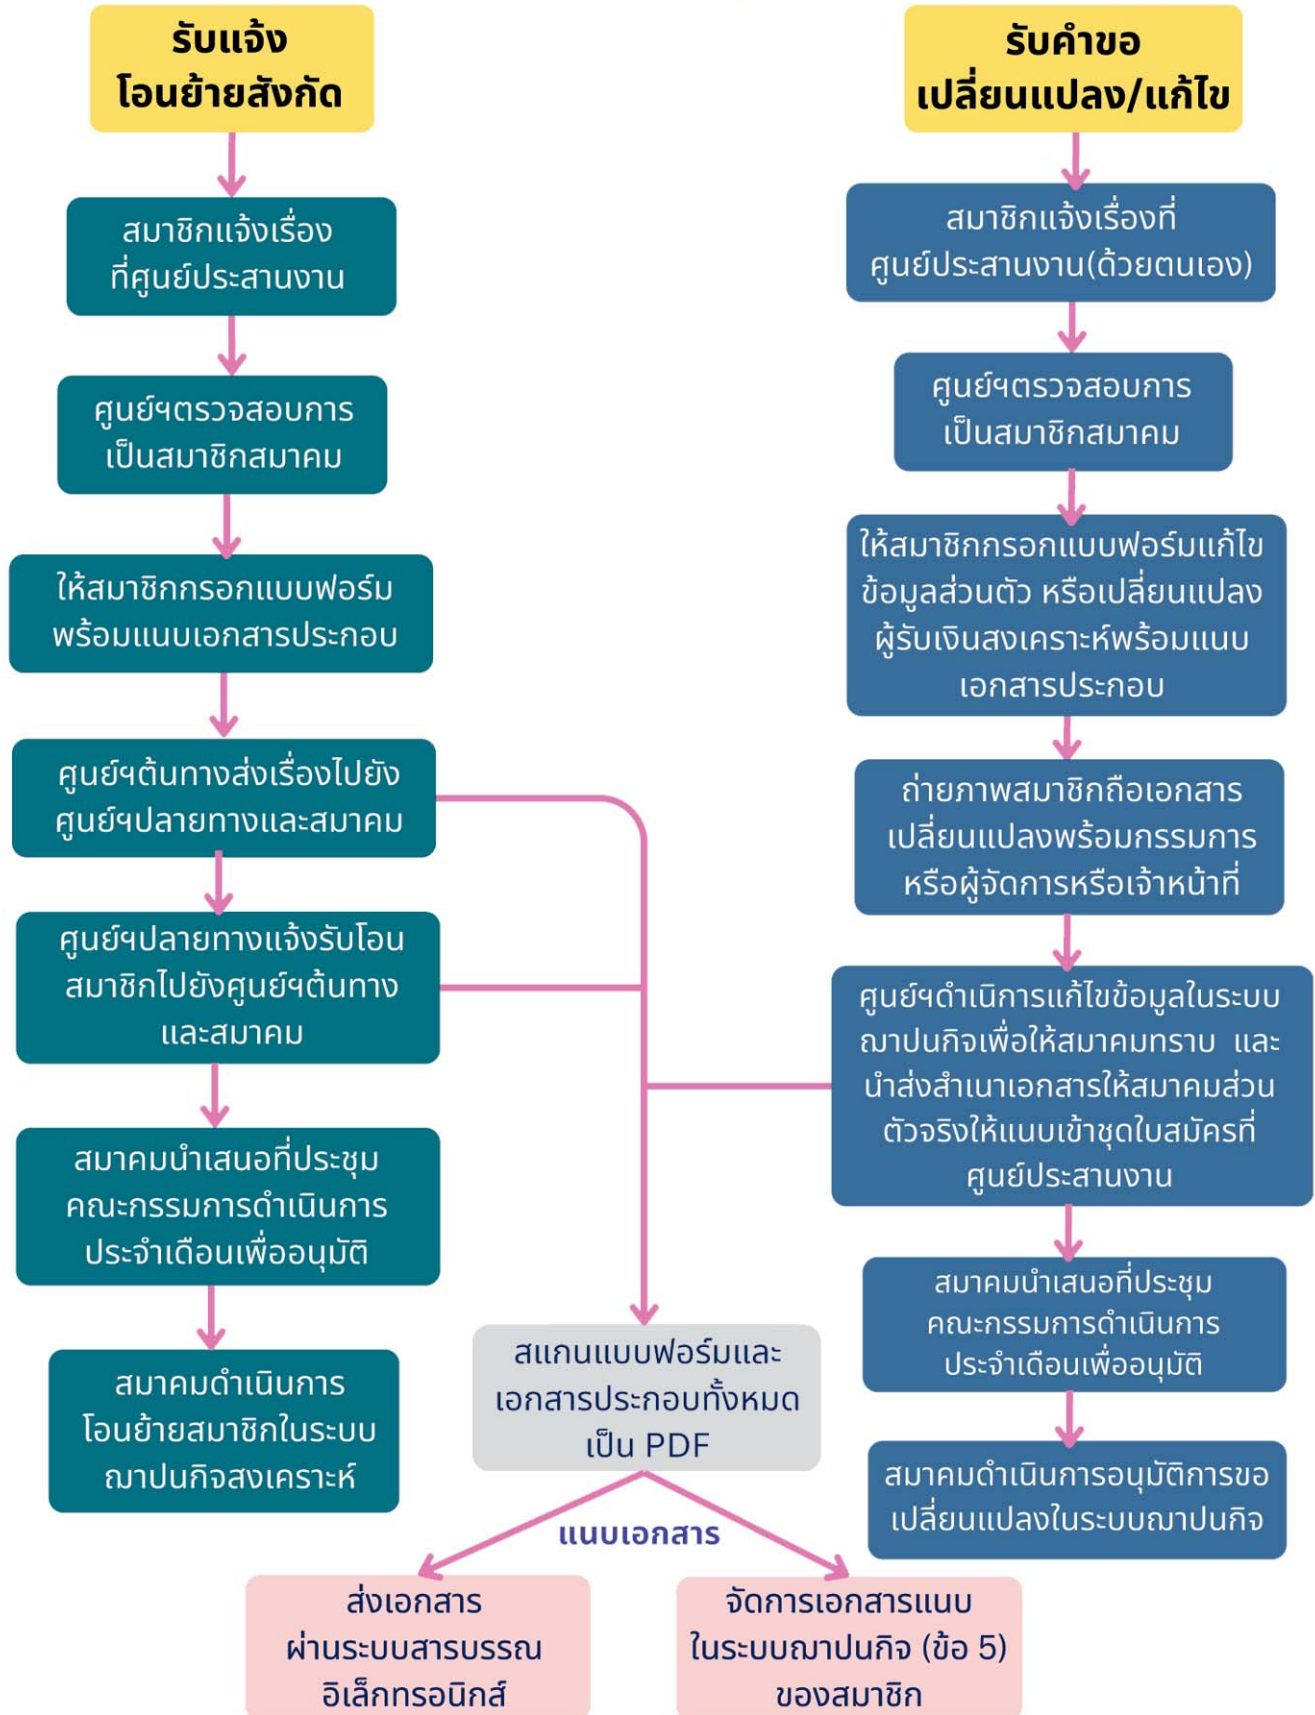 รับแจ้ง
โอนย้ายสังกัด
สมาชิกแจ้งเรื่อง
ที่ศูนย์ประสานงาน
ศูนย์ฯตรวจสอบการ
เป็นสมาชิกสมาคม
ให้สมาชิกกรอกแบบฟอร์ม
พร้อมแนบเอกสารประกอบ
ศูนย์ฯต้นทางส่งเรื่องไปยัง
ศูนย์ฯปลายทางและสมาคม
ศูนย์ฯปลายทางแจ้งรับโอน
สมาชิกไปยังศูนย์ฯต้นทาง
และสมาคม
สมาคมนำเสนอที่ประชุม
คณะกรรมการดำเนินการ
ประจำเดือนเพื่ออนุมัติ
สมาคมดำเนินการ
โอนย้ายสมาชิกในระบบ
ฌาปนกิจสงเคราะห์
รับคำขอ
เปลี่ยนแปลง/แก้ไข
สมาชิกแจ้งเรื่องที่
ศูนย์ประสานงาน(ด้วยตนเอง)
ศูนย์ฯตรวจสอบการ
เป็นสมาชิกสมาคม
ให้สมาชิกกรอกแบบฟอร์มแก้ไข
ข้อมูลส่วนตัว หรือเปลี่ยนแปลง
ผู้รับเงินสงเคราะห์พร้อมแนบ
เอกสารประกอบ
ถ่ายภาพสมาชิกถือเอกสาร
เปลี่ยนแปลงพร้อมกรรมการ
หรือผู้จัดการหรือเจ้าหน้าที่
ศูนย์ฯดำเนิการแก้ไขข้อมูลในระบบ
ฌาปนกิจเพื่อให้สมาคมทราบ และ
นำส่งสำเนาเอกสารให้สมาคมส่วน
ตัวจริงให้แนบเข้าชุดใบสมัครที่
ศูนย์ประสานงาน
สมาคมนำเสนอที่ประชุม
คณะกรรมการดำเนินการ
ประจำเดือนเพื่ออนุมัติ
สมาคมดำเนินการอนุมัติการขอ
เปลี่ยนแปลงในระบบฌาปนกิจ
สแกนแบบฟอร์มและ
เอกสารประกอบทั้งหมด
เป็น PDF
แนบเอกสาร
ส่งเอกสาร
ผ่านระบบสารบรรณ
อิเล็กทรอนิกส์
จัดการเอกสารแนบ
ในระบบฌาปนกิจ (ข้อ 5)
ของสมาชิก